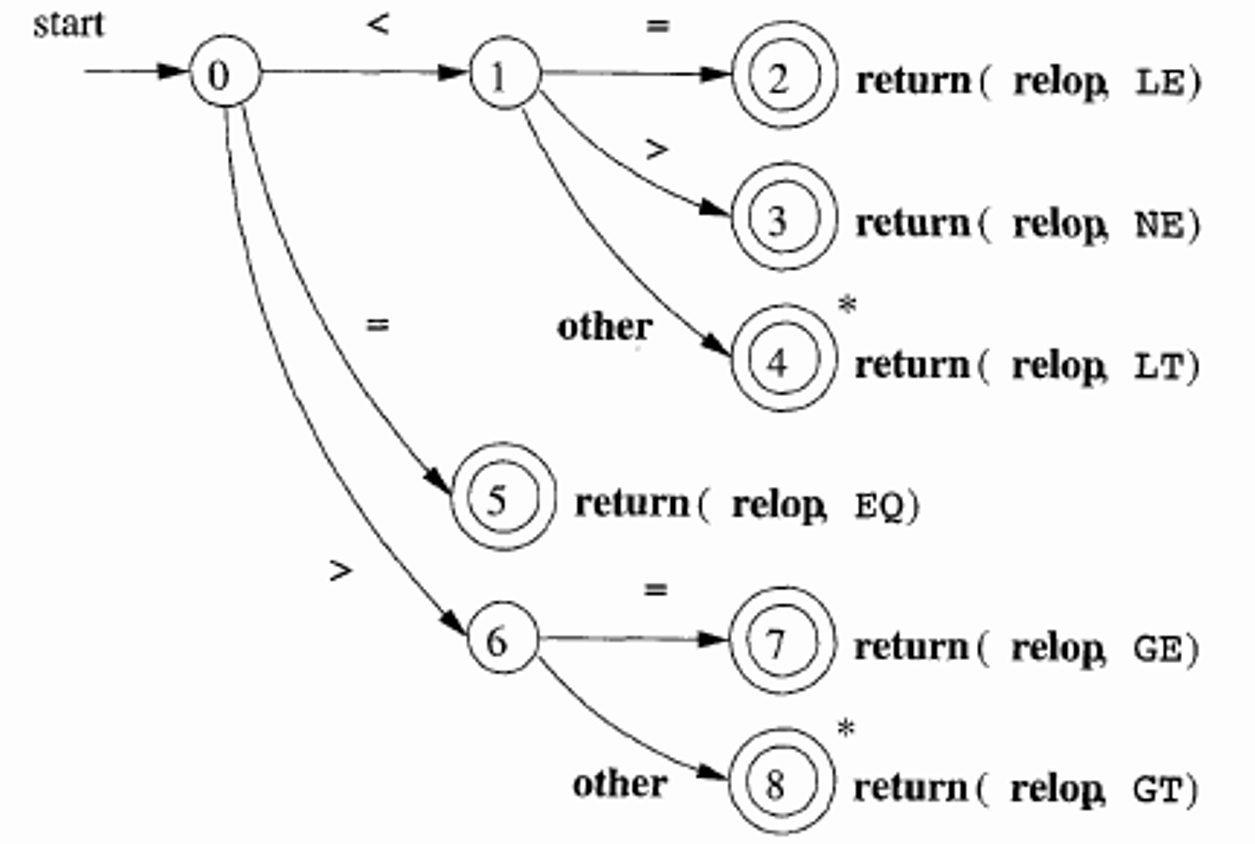 start < =
0 1 2 return( relop, LE)
>
3 return( relop, NE)
*
= other 4 return( relop, LT)
5 return( relop, EQ)
> =
6 7 return( relop, GE)
*
other 8 return( relop, GT)